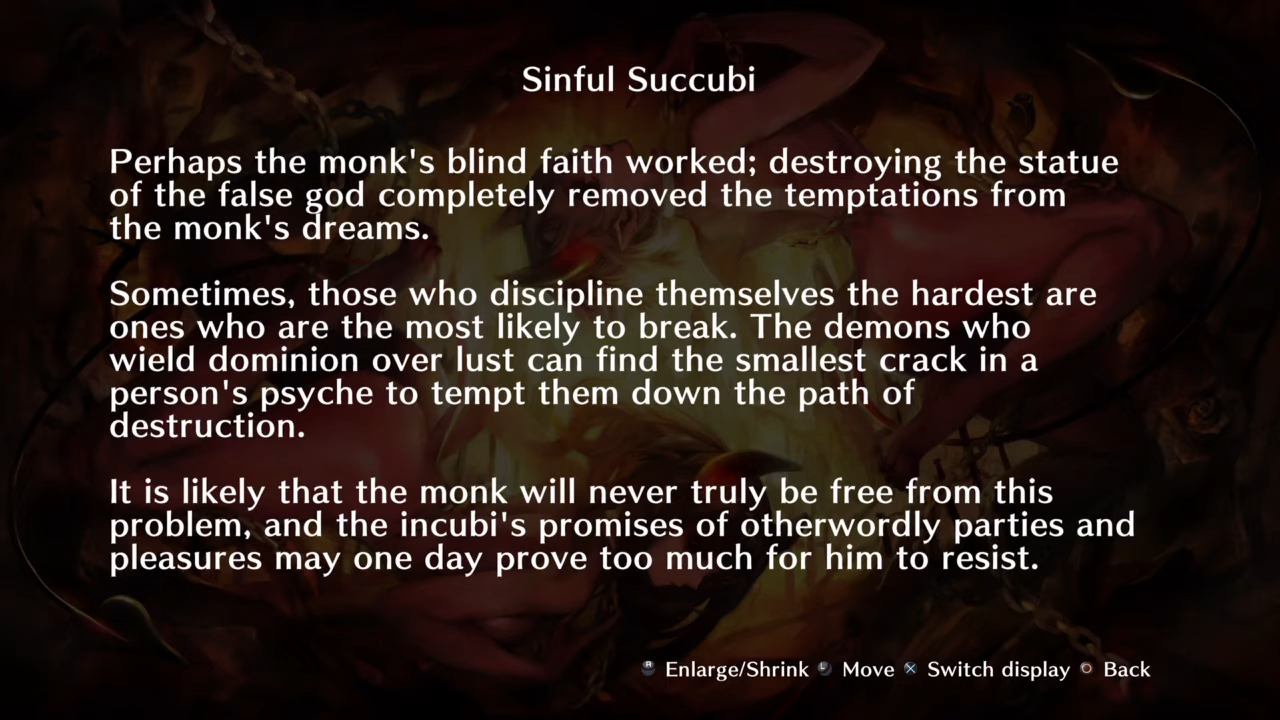 Sinful Succubi
Perhaps the monk's blind faith worked; destroying the statue
of the false god completely removed the temptations from
the monk's dreams.
Sometimes, those who discipline themselves the hardest are
ones who are the most likely to break. The demons who
wield dominion over lust can find the smallest crack in a
person's psyche to tempt them down the path of
destruction.
It is likely that the monk will never truly be free from this
problem, and the incubi's promises of otherwordly parties and
pleasures may one day prove too much for him to resist.
R Enlarge/Shrink L Move Switch display Back